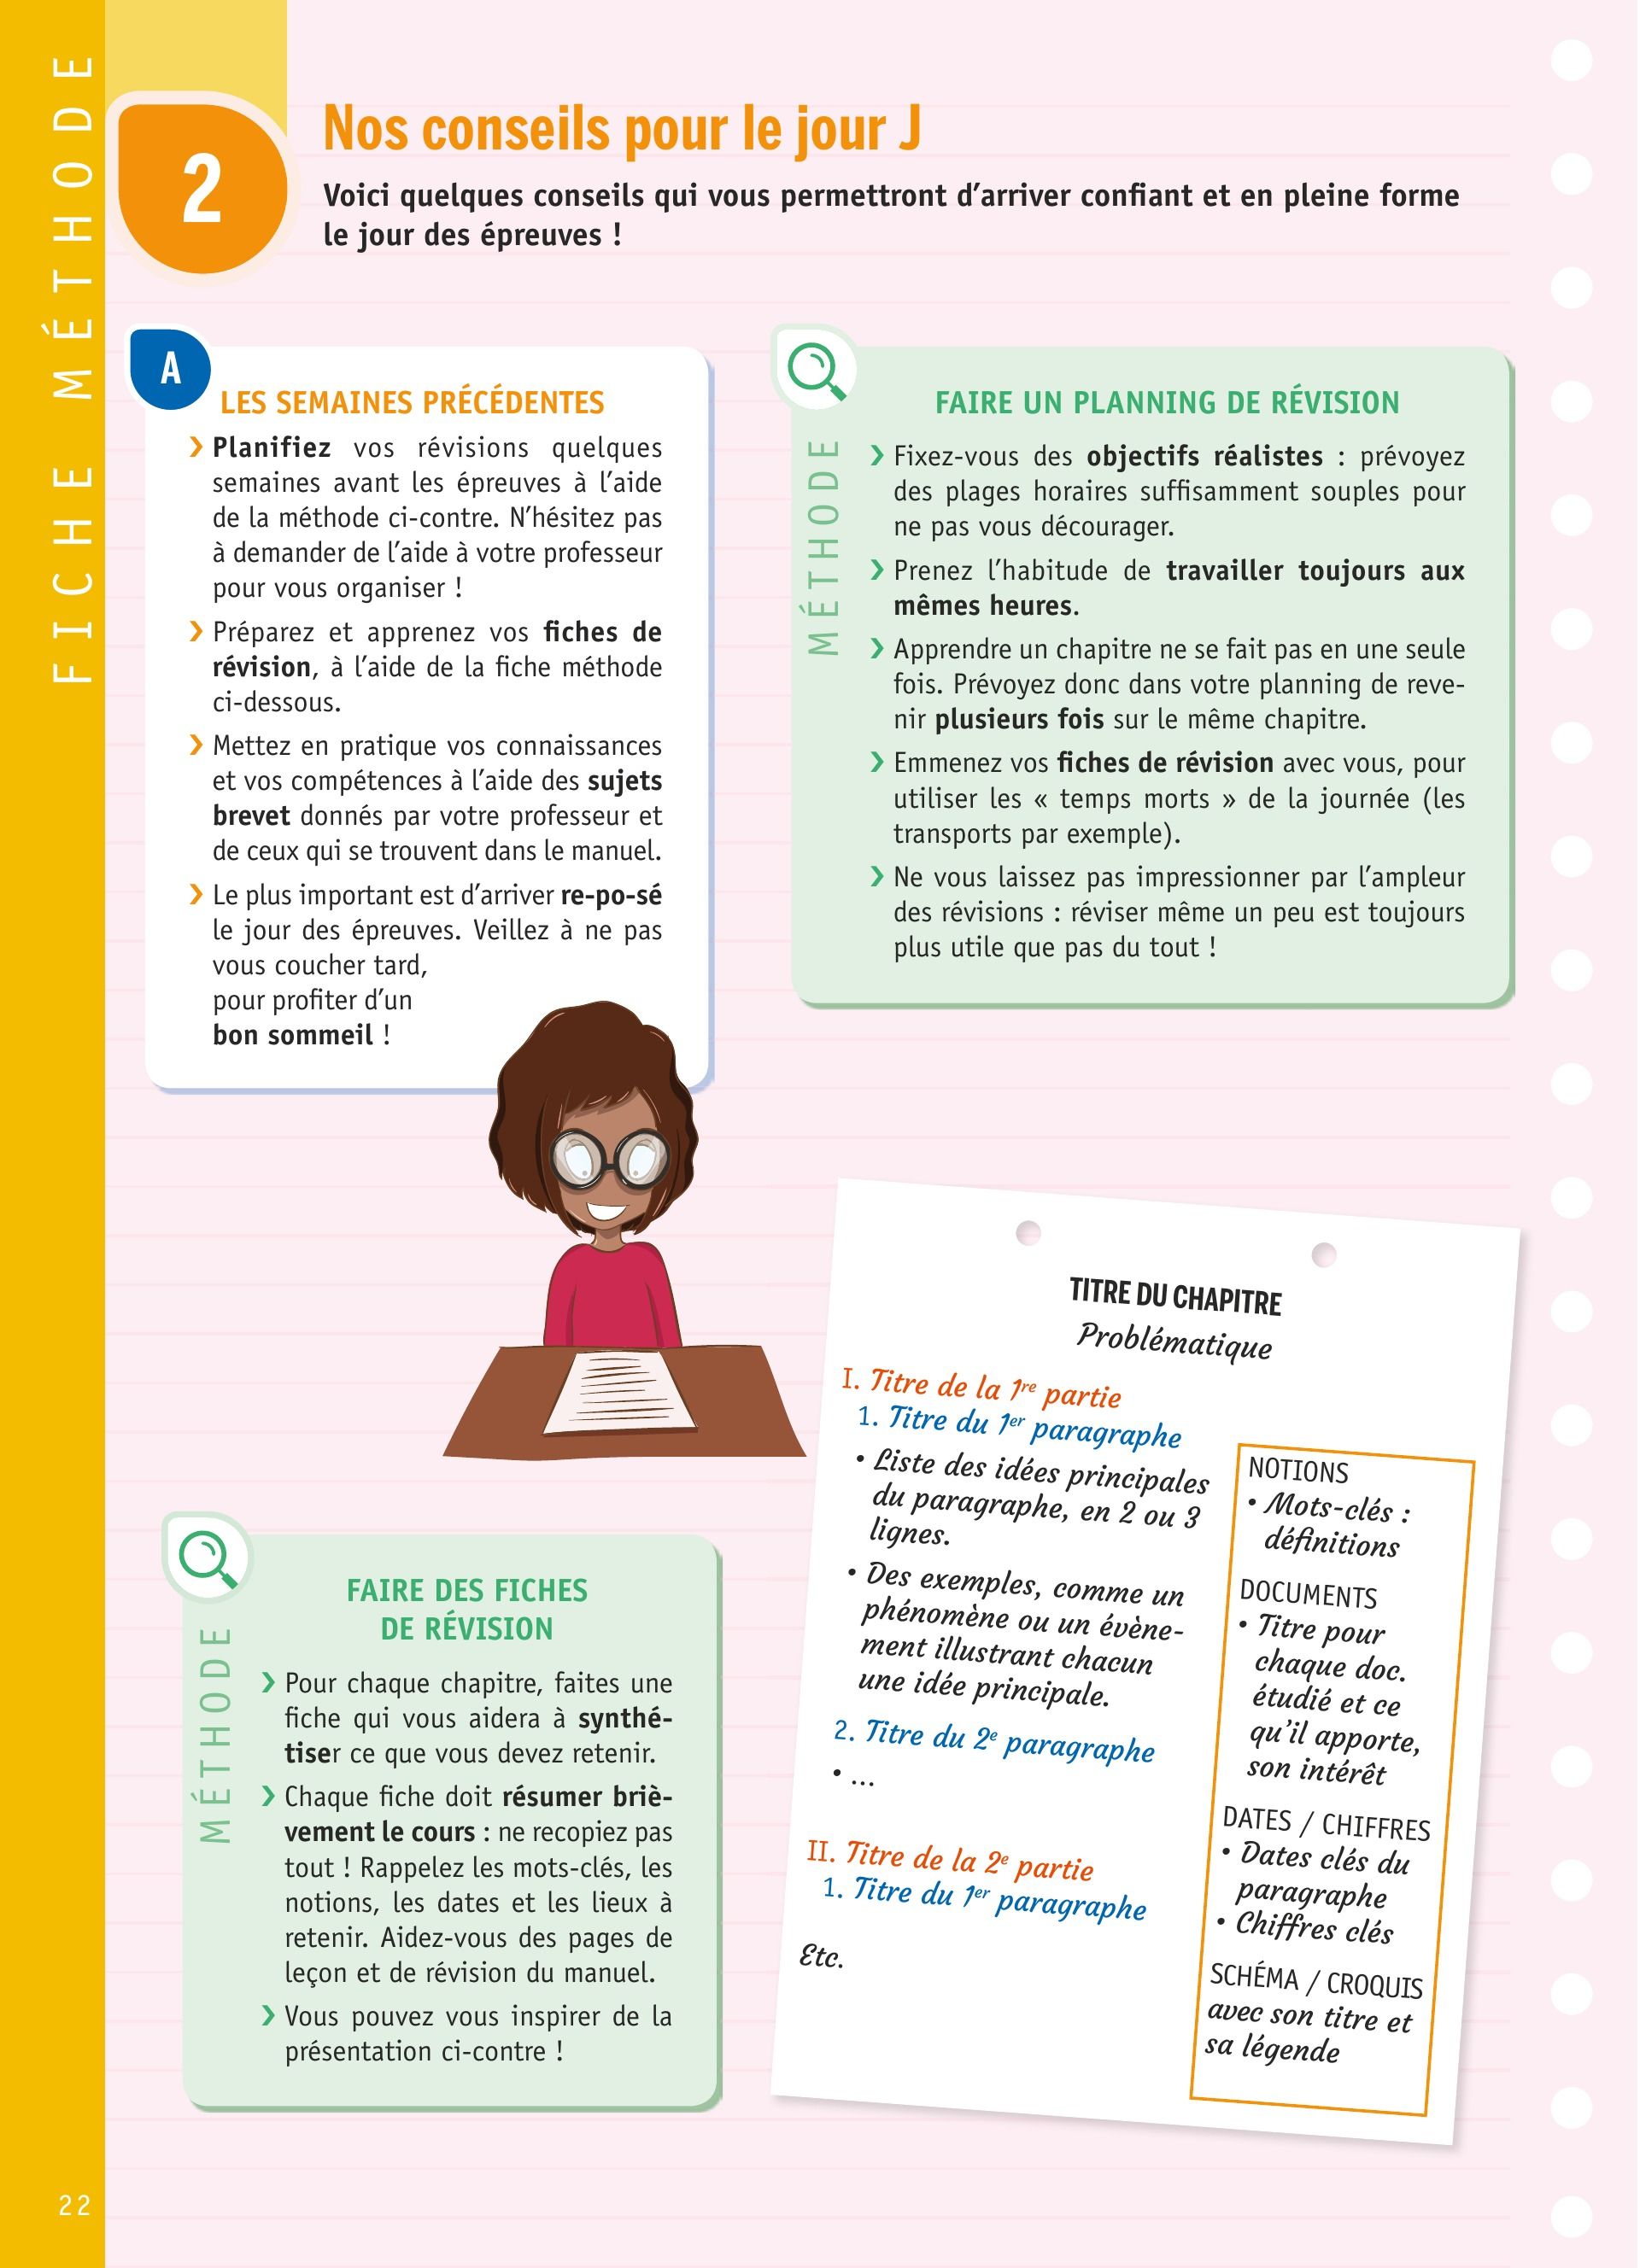 FICHE MÉTHODE
2
Nos conseils pour le jour J
Voici quelques conseils qui vous permettront d’arriver confiant et en pleine forme
le jour des épreuves !
A
LES SEMAINES PRÉCÉDENTES
❯ Planifiez vos révisions quelques
semaines avant les épreuves à l’aide
de la méthode ci-contre. N’hésitez pas
à demander de l’aide à votre professeur
pour vous organiser !
❯ Préparez et apprenez vos fiches de
révision, à l’aide de la fiche méthode
ci-dessous.
❯ Mettez en pratique vos connaissances
et vos compétences à l’aide des sujets
brevet donnés par votre professeur et
de ceux qui se trouvent dans le manuel.
❯ Le plus important est d’arriver re-po-sé
le jour des épreuves. Veillez à ne pas
vous coucher tard,
pour profiter d’un
bon sommeil !
MÉTHODE
FAIRE UN PLANNING DE RÉVISION
❯ Fixez-vous des objectifs réalistes : prévoyez
des plages horaires suffisamment souples pour
ne pas vous décourager.
❯ Prenez l’habitude de travailler toujours aux
mêmes heures.
❯ Apprendre un chapitre ne se fait pas en une seule
fois. Prévoyez donc dans votre planning de reve-
nir plusieurs fois sur le même chapitre.
❯ Emmenez vos fiches de révision avec vous, pour
utiliser les « temps morts » de la journée (les
transports par exemple).
❯ Ne vous laissez pas impressionner par l’ampleur
des révisions : réviser même un peu est toujours
plus utile que pas du tout !
MÉTHODE
FAIRE DES FICHES
DE RÉVISION
❯ Pour chaque chapitre, faites une
fiche qui vous aidera à synthé-
tiser ce que vous devez retenir.
❯ Chaque fiche doit résumer briè-
vement le cours : ne recopiez pas
tout ! Rappelez les mots-clés, les
notions, les dates et les lieux à
retenir. Aidez-vous des pages de
leçon et de révision du manuel.
❯ Vous pouvez vous inspirer de la
présentation ci-contre !
TITRE DU CHAPITRE
Problématique
I. Titre de la 1re partie
1. Titre du 1er paragraphe
• Liste des idées principales
du paragraphe, en 2 ou 3
lignes.
• Des exemples, comme un
phénomène ou un évène-
ment illustrant chacun
une idée principale.
2. Titre du 2e paragraphe
• ...
II. Titre de la 2e partie
1. Titre du 1er paragraphe
Etc.
NOTIONS
• Mots-clés :
définitions
DOCUMENTS
• Titre pour
chaque doc.
étudié et ce
qu’il apporte,
son intérêt
DATES / CHIFFRES
• Dates clés du
paragraphe
• Chiffres clés
SCHÉMA / CROQUIS
avec son titre et
sa légende
22